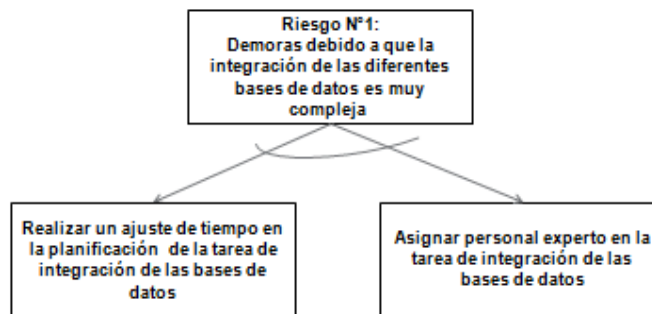 Riesgo N°1:
Demoras debido a que la
integración de las diferentes
bases de datos es muy
compleja
Realizar un ajuste de tiempo en
la planificación de la tarea de
integración de las bases de
datos
Asignar personal experto en la
tarea de integración de las
bases de datos